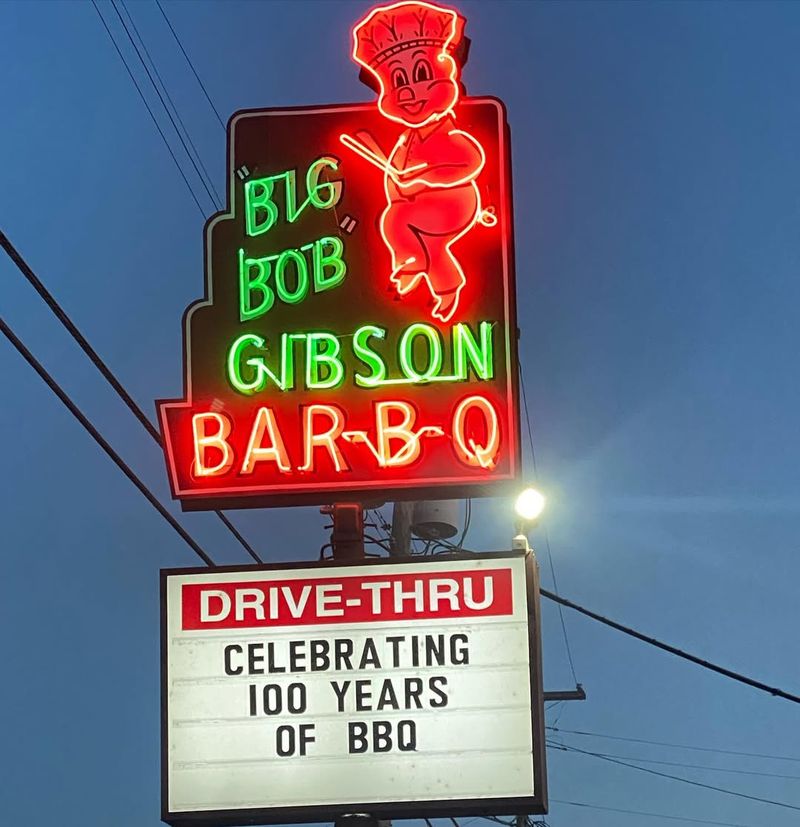 "BIG
BOB"
GIBSON
BAR-B-Q
DRIVE-THRU
CELEBRATING
100 YEARS
OF BBQ